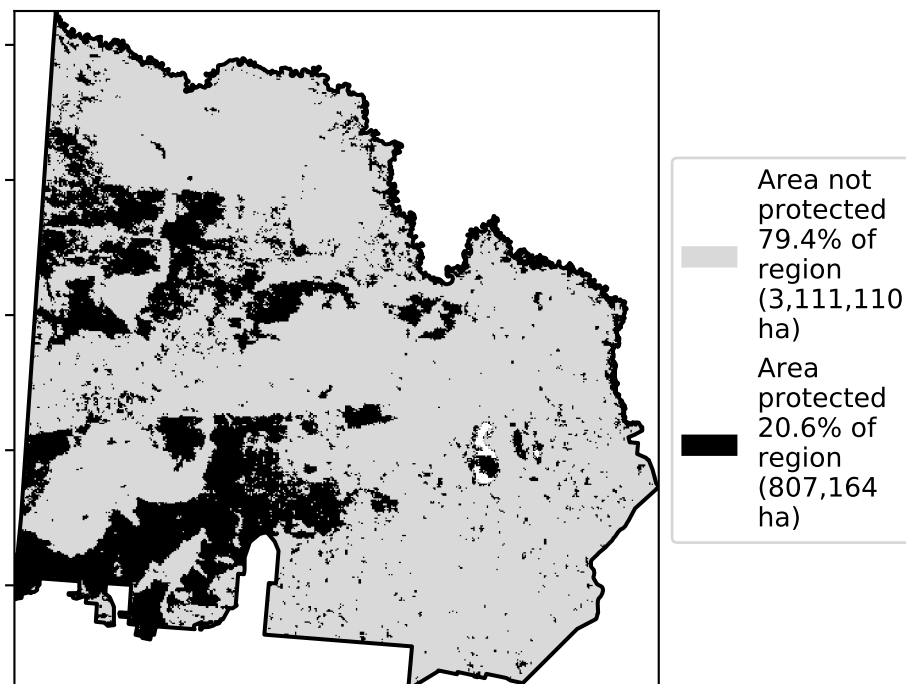 Area not
protected
79.4% of
region
(3,111,110
ha)
Area
protected
20.6% of
region
(807,164
ha)